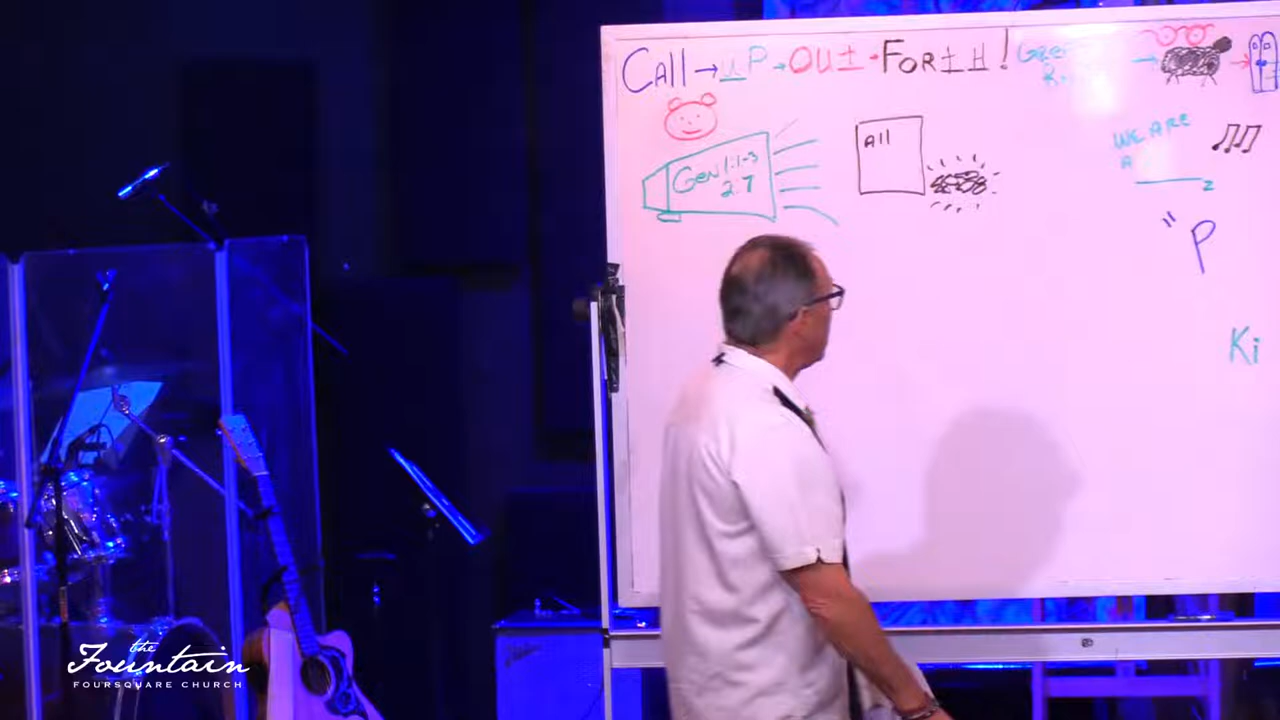 Call → uP → OUt · FORtH!
Gen 1:1-3
2:7
All
WE ARE
A
"P
Ki
the
Fountain
FOURSQUARE CHURCH